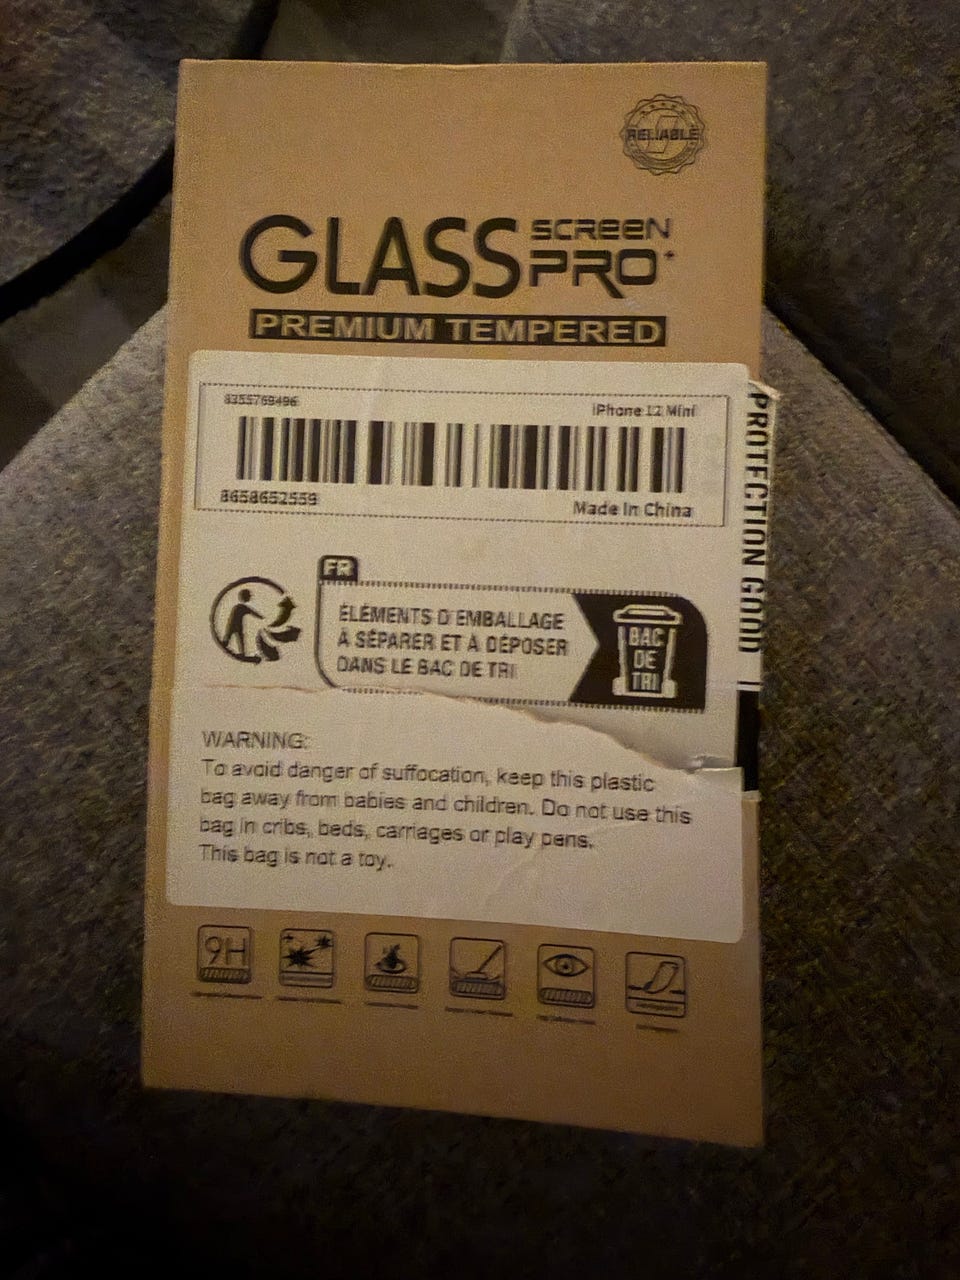 RELIABLE
GLASS SCREEN PRO+
PREMIUM TEMPERED
8355769496
iPhone 12 Mini
8658652559
Made In China
PROTECTION GOOD
FR
ÉLÉMENTS D'EMBALLAGE
À SÉPARER ET À DÉPOSER
DANS LE BAC DE TRI
BAC
DE
TRI
WARNING:
To avoid danger of suffocation, keep this plastic
bag away from babies and children. Do not use this
bag in cribs, beds, carriages or play pens.
This bag is not a toy.
9H